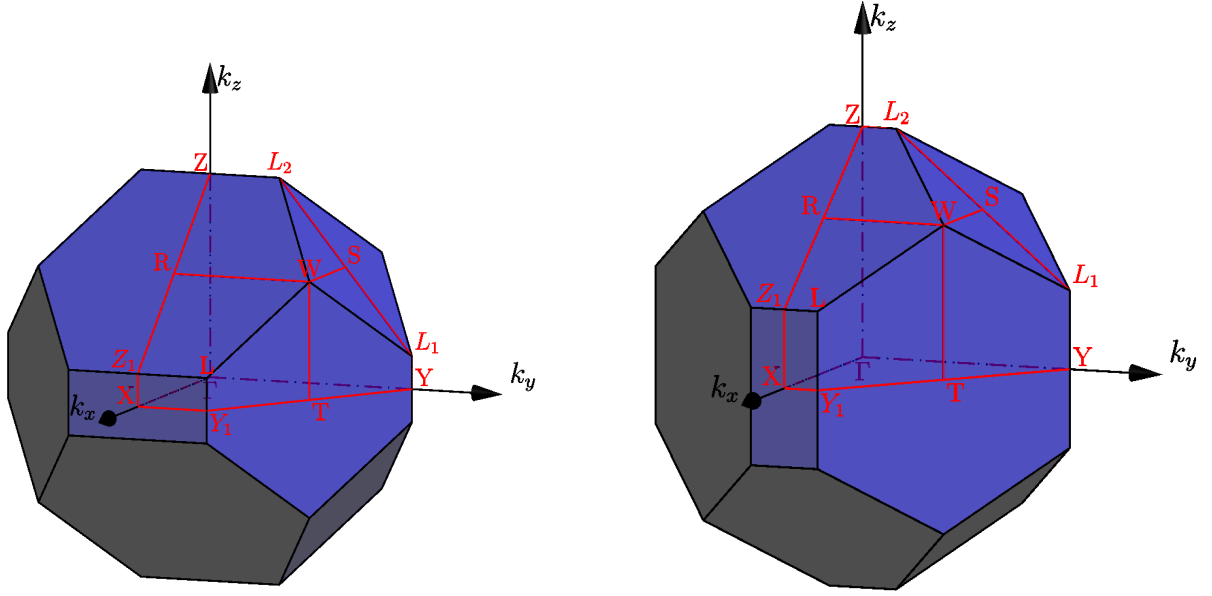 k_z
Z
L_2
R
W
S
Z_1
L
L_1
Γ
X
Y
k_y
k_x
Y_1
T
k_z
Z
L_2
R
W
S
L_1
Z_1
L
Γ
Y
k_y
X
k_x
Y_1
T